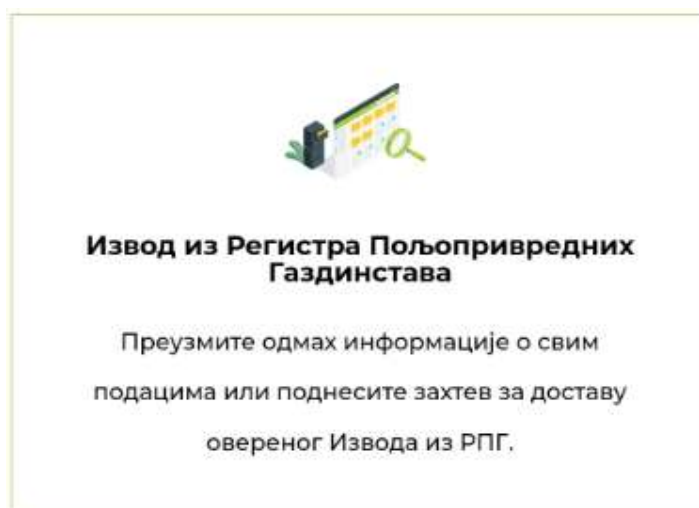 Извод из Регистра Пољопривредних
Газдинстава
Преузмите одмах информације о свим
подацима или поднесите захтев за доставу
овереног Извода из РПГ.